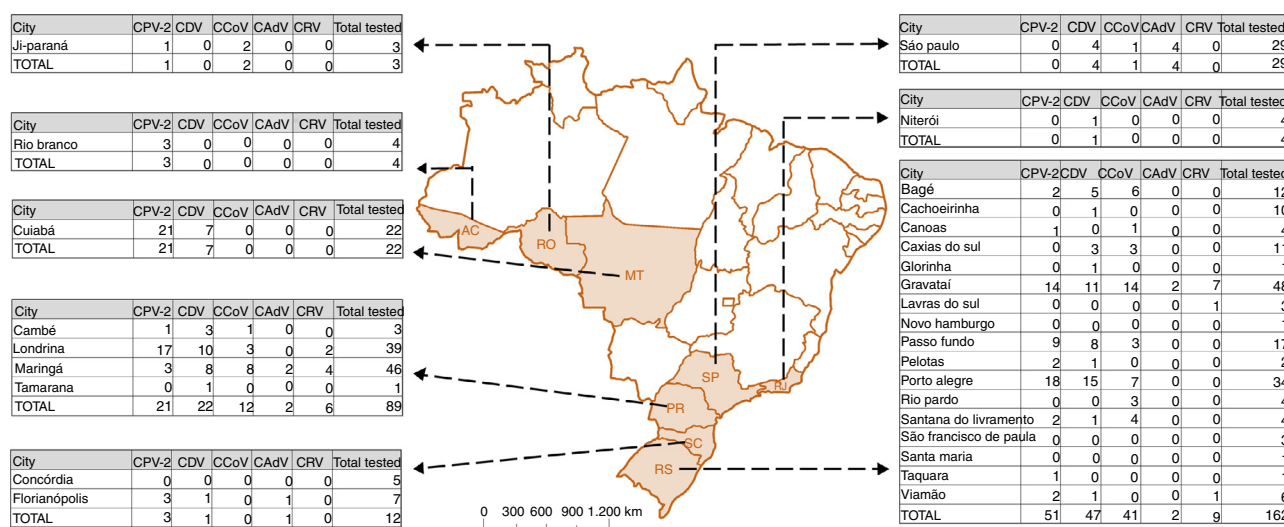 City CPV-2 CDV CCoV CAdV CRV Total tested
Ji-paraná 1 0 2 0 0 3
TOTAL 1 0 2 0 0 3
City CPV-2 CDV CCoV CAdV CRV Total tested
Rio branco 3 0 0 0 0 4
TOTAL 3 0 0 0 0 4
City CPV-2 CDV CCoV CAdV CRV Total tested
Cuiabá 21 7 0 0 0 22
TOTAL 21 7 0 0 0 22
City CPV-2 CDV CCoV CAdV CRV Total tested
Cambé 1 3 1 0 0 3
Londrina 17 10 3 0 2 39
Maringá 3 8 8 2 4 46
Tamarana 0 1 0 0 0 1
TOTAL 21 22 12 2 6 89
City CPV-2 CDV CCoV CAdV CRV Total tested
Concórdia 0 0 0 0 0 5
Florianópolis 3 1 0 1 0 7
TOTAL 3 1 0 1 0 12
AC
RO
MT
SP
RJ
PR
SC
RS
0 300 600 900 1.200 km
City CPV-2 CDV CCoV CAdV CRV Total tested
Sáo paulo 0 4 1 4 0 29
TOTAL 0 4 1 4 0 29
City CPV-2 CDV CCoV CAdV CRV Total tested
Niterói 0 1 0 0 0 4
TOTAL 0 1 0 0 0 4
City CPV-2 CDV CCoV CAdV CRV Total tested
Bagé 2 5 6 0 0 12
Cachoeirinha 0 1 0 0 0 10
Canoas 1 0 1 0 0 4
Caxias do sul 0 3 3 0 0 11
Glorinha 0 1 0 0 0 1
Gravataí 14 11 14 2 7 48
Lavras do sul 0 0 0 0 1 3
Novo hamburgo 0 0 0 0 0 1
Passo fundo 9 8 3 0 0 17
Pelotas 2 1 0 0 0 2
Porto alegre 18 15 7 0 0 34
Rio pardo 0 0 3 0 0 4
Santana do livramento 2 1 4 0 0 4
São francisco de paula 0 0 0 0 0 3
Santa maria 0 0 0 0 0 1
Taquara 1 0 0 0 0 1
Viamão 2 1 0 0 1 6
TOTAL 51 47 41 2 9 162